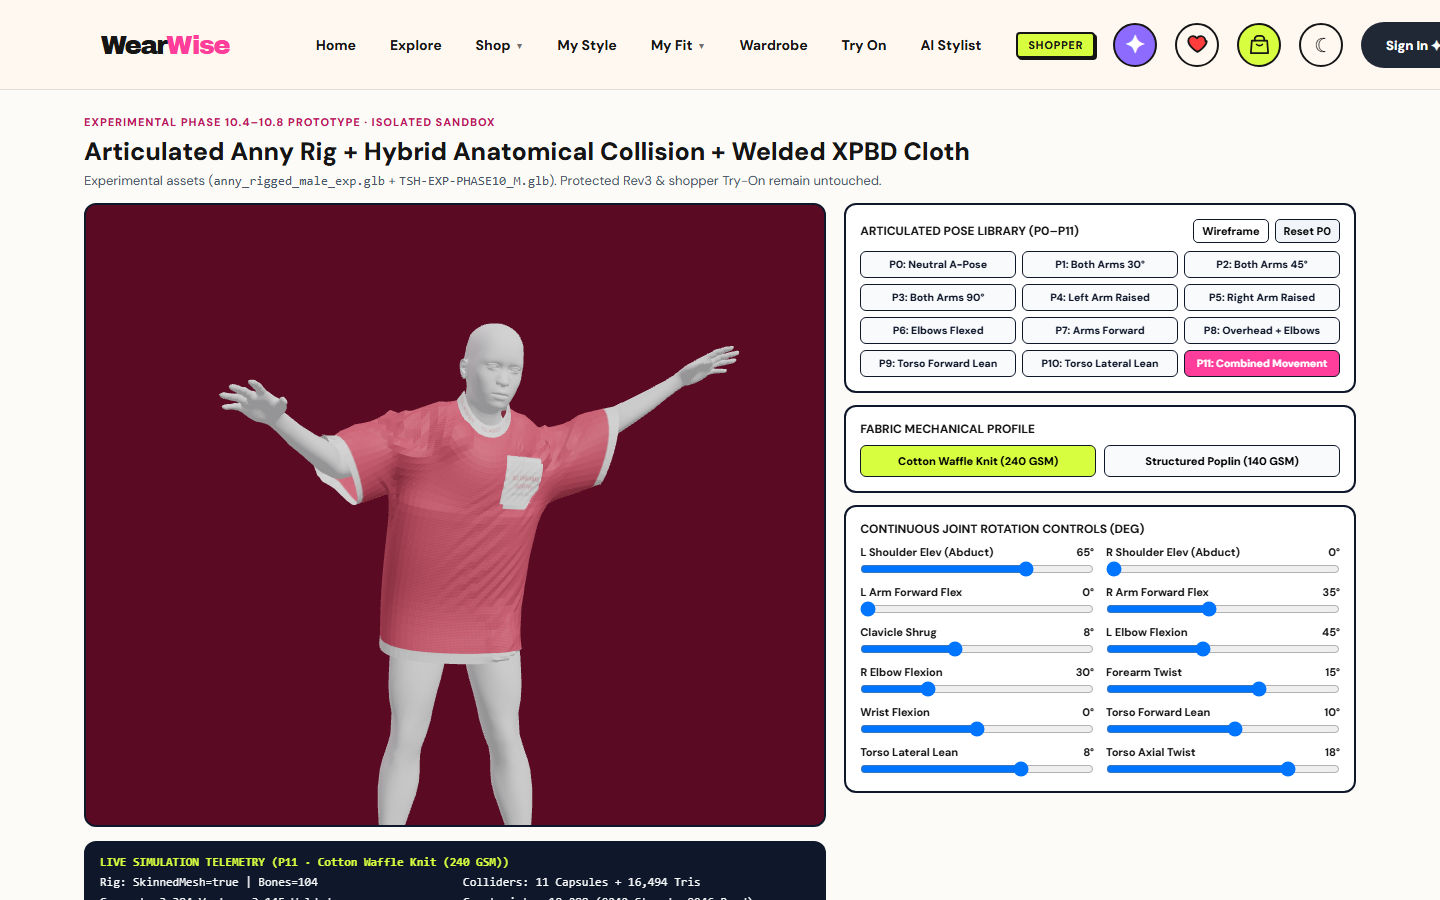 WearWise
Home Explore Shop ▼ My Style My Fit ▼ Wardrobe Try On AI Stylist SHOPPER Sign In
EXPERIMENTAL PHASE 10.4–10.8 PROTOTYPE · ISOLATED SANDBOX
Articulated Anny Rig + Hybrid Anatomical Collision + Welded XPBD Cloth
Experimental assets (anny_rigged_male_exp.glb + TSH-EXP-PHASE10_M.glb). Protected Rev3 & shopper Try-On remain untouched.
ARTICULATED POSE LIBRARY (P0–P11) Wireframe Reset P0
P0: Neutral A-Pose P1: Both Arms 30° P2: Both Arms 45°
P3: Both Arms 90° P4: Left Arm Raised P5: Right Arm Raised
P6: Elbows Flexed P7: Arms Forward P8: Overhead + Elbows
P9: Torso Forward Lean P10: Torso Lateral Lean P11: Combined Movement
FABRIC MECHANICAL PROFILE
Cotton Waffle Knit (240 GSM) Structured Poplin (140 GSM)
CONTINUOUS JOINT ROTATION CONTROLS (DEG)
L Shoulder Elev (Abduct) 65° R Shoulder Elev (Abduct) 0°
L Arm Forward Flex 0° R Arm Forward Flex 35°
Clavicle Shrug 8° L Elbow Flexion 45°
R Elbow Flexion 30° Forearm Twist 15°
Wrist Flexion 0° Torso Forward Lean 10°
Torso Lateral Lean 8° Torso Axial Twist 18°
LIVE SIMULATION TELEMETRY (P11 · Cotton Waffle Knit (240 GSM))
Rig: SkinnedMesh=true | Bones=104 Colliders: 11 Capsules + 16,494 Tris